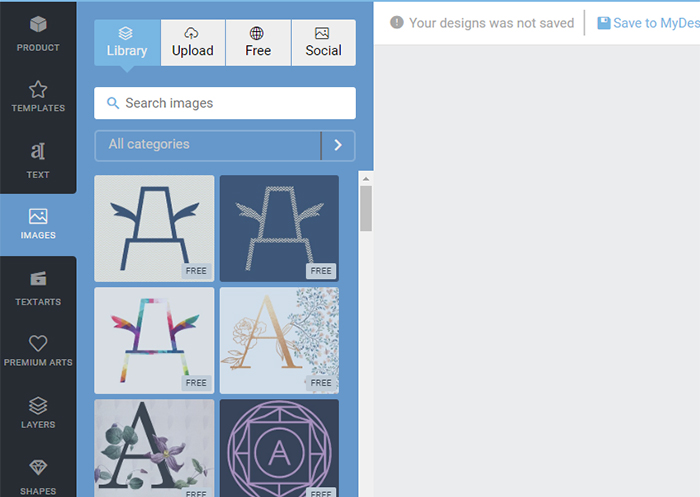 PRODUCT
TEMPLATES
TEXT
IMAGES
TEXTARTS
PREMIUM ARTS
LAYERS
SHAPES
Library
Upload
Free
Social
Search images
All categories
FREE
FREE
FREE
FREE
FREE
FREE
Your designs was not saved
Save to MyDes